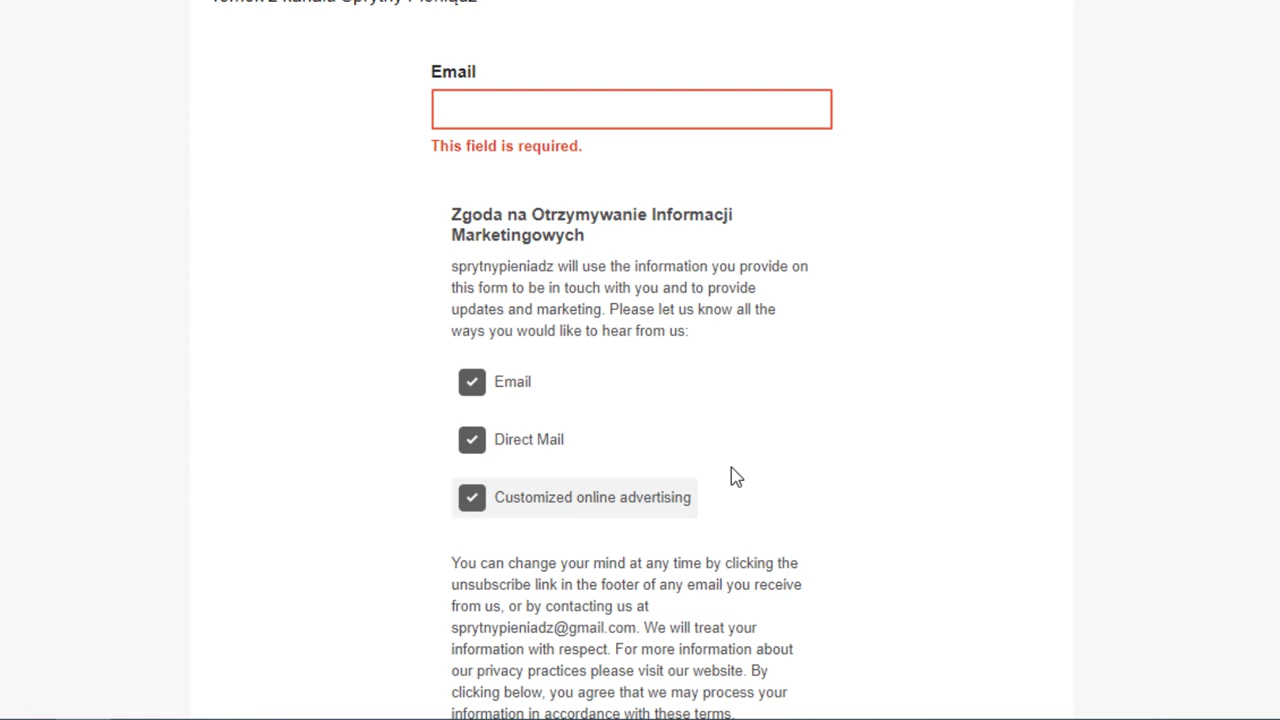 Email
This field is required.
Zgoda na Otrzymywanie Informacji
Marketingowych
sprytnypieniadz will use the information you provide on
this form to be in touch with you and to provide
updates and marketing. Please let us know all the
ways you would like to hear from us:
Email
Direct Mail
Customized online advertising
You can change your mind at any time by clicking the
unsubscribe link in the footer of any email you receive
from us, or by contacting us at
sprytnypieniadz@gmail.com. We will treat your
information with respect. For more information about
our privacy practices please visit our website. By
clicking below, you agree that we may process your
information in accordance with these terms.